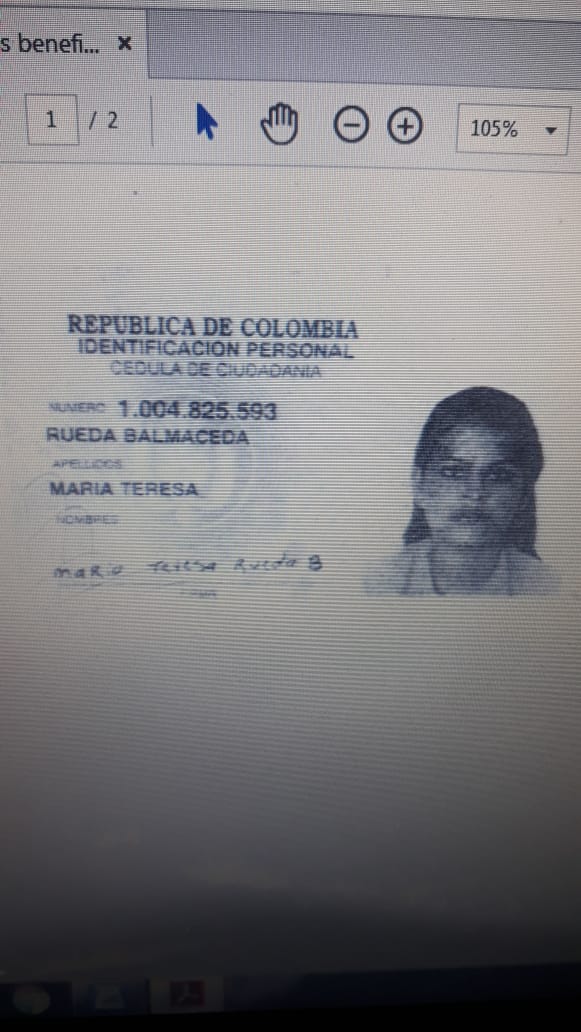 s benefi... ×
1 / 2 105%
REPUBLICA DE COLOMBIA
IDENTIFICACION PERSONAL
CEDULA DE CIUDADANIA
NUMERO 1.004.825.593
RUEDA BALMACEDA
APELLIDOS
MARIA TERESA
NOMBRES
Maria Teresa Rueda B
FIRMA